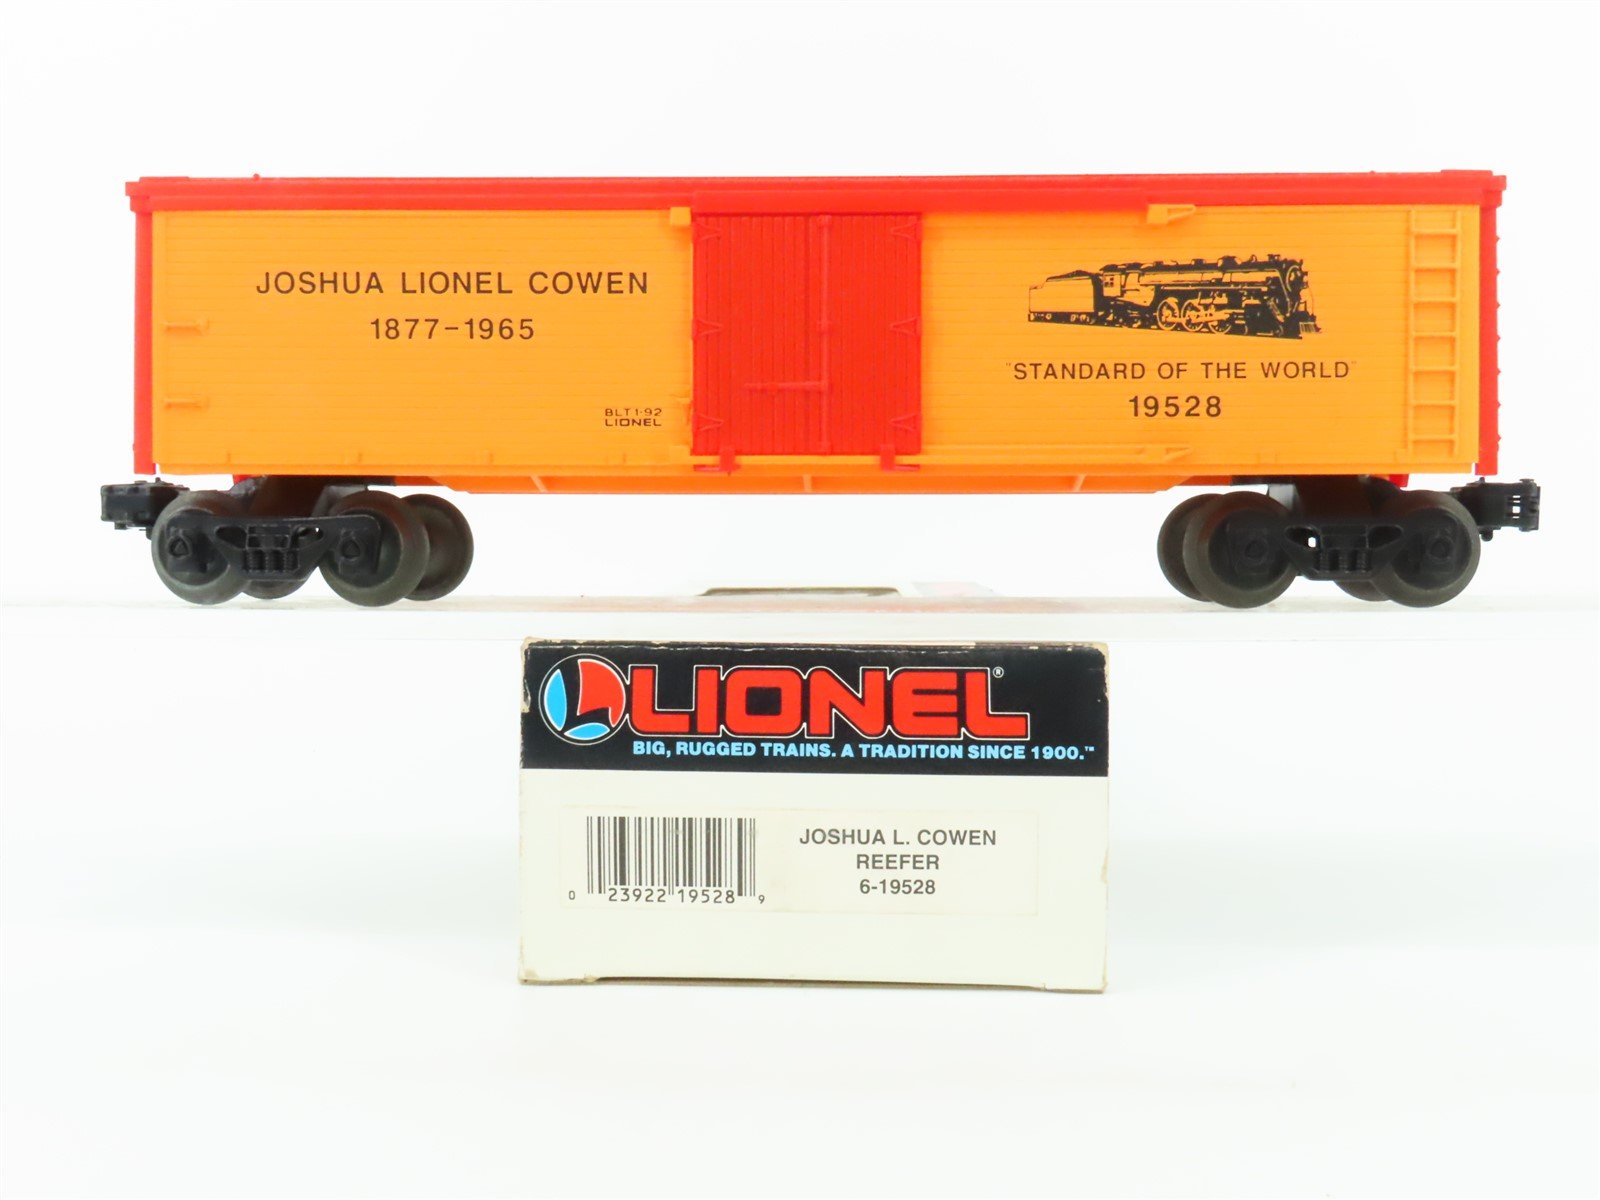 JOSHUA LIONEL COWEN
1877-1965
BLT 1-92
LIONEL
"STANDARD OF THE WORLD"
19528
LIONEL®
BIG, RUGGED TRAINS. A TRADITION SINCE 1900.™
JOSHUA L. COWEN
REEFER
6-19528
0 23922 19528 9